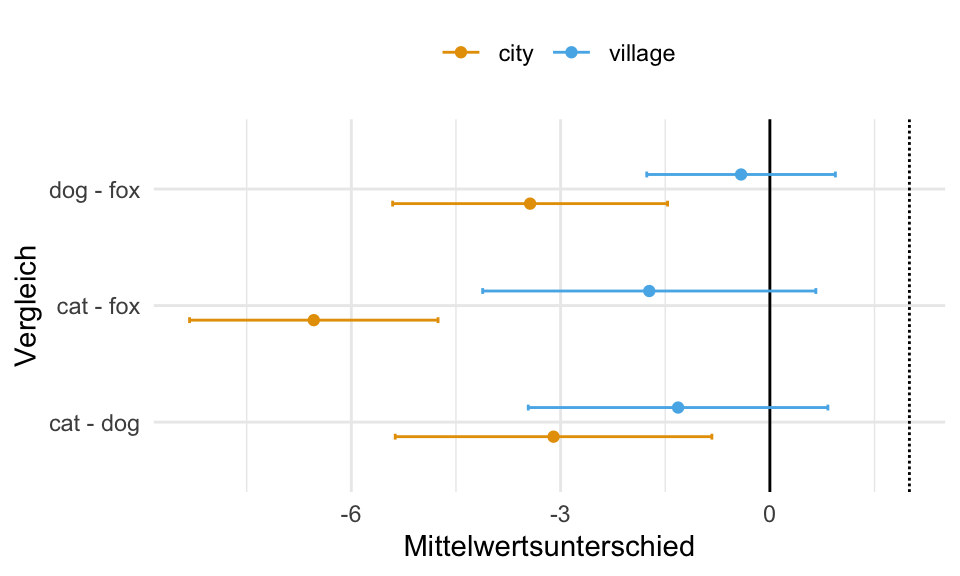 city village
dog - fox
cat - fox
cat - dog
Vergleich
-6 -3 0
Mittelwertsunterschied